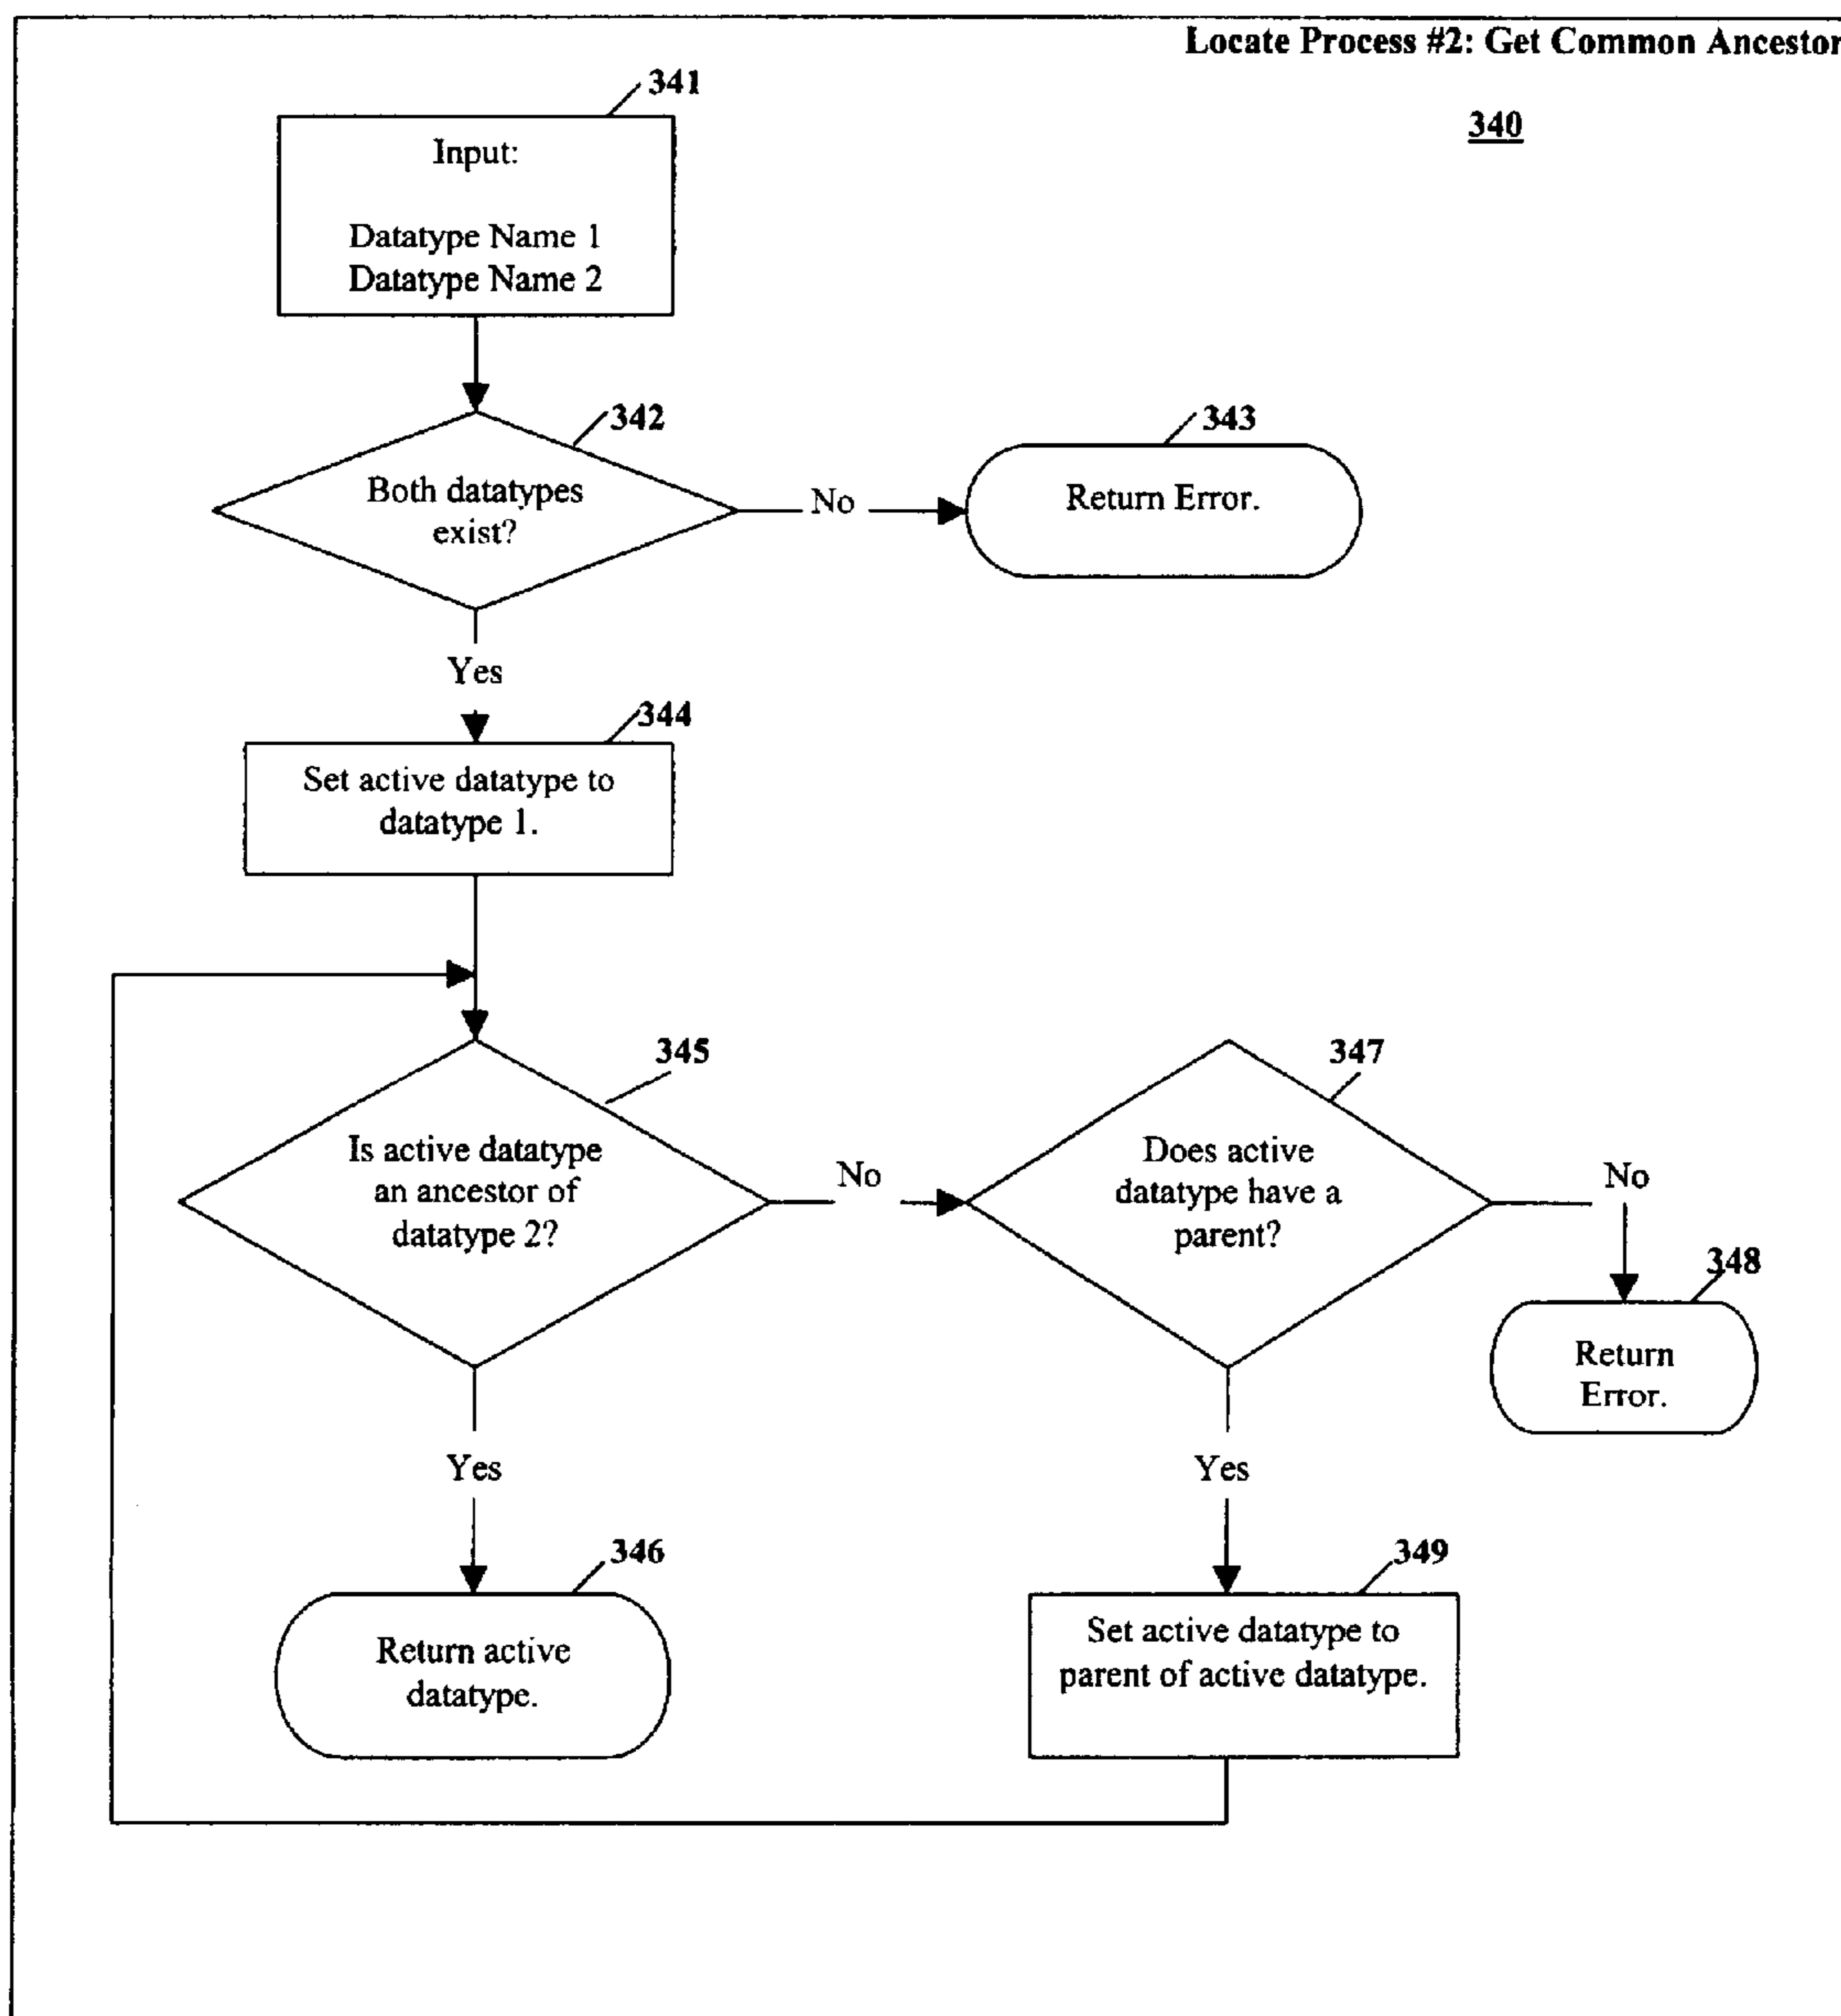 Locate Process #2: Get Common Ancestor
340
341
Input:
Datatype Name 1
Datatype Name 2
342
Both datatypes
exist?
No
343
Return Error.
Yes
344
Set active datatype to
datatype 1.
345
Is active datatype
an ancestor of
datatype 2?
No
347
Does active
datatype have a
parent?
No
348
Return
Error.
Yes
346
Return active
datatype.
Yes
349
Set active datatype to
parent of active datatype.